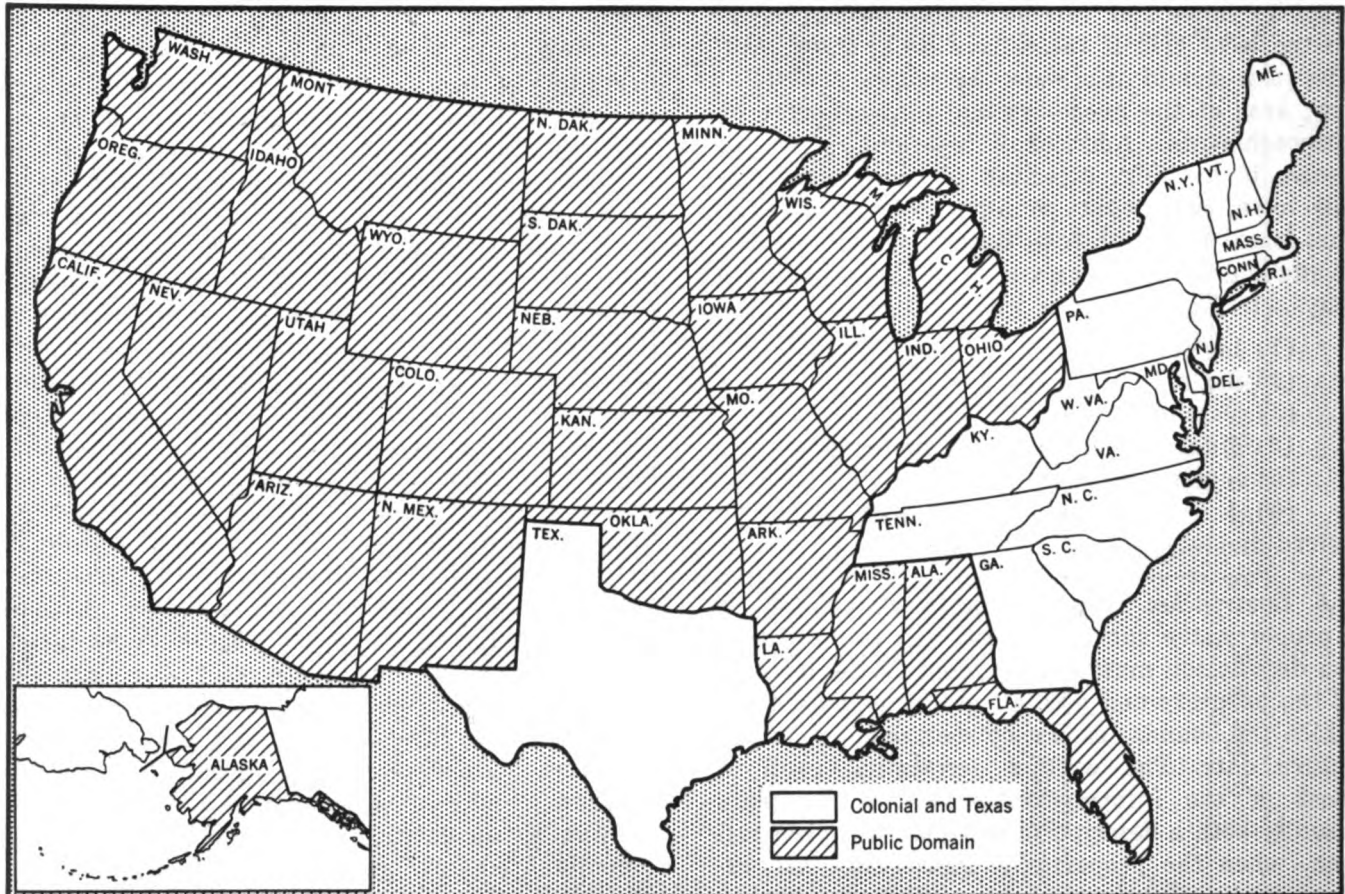 WASH.
MONT.
N. DAK.
MINN.
ME.
OREG.
IDAHO
S. DAK.
WIS.
M
I
C
H
N.Y.
VT.
N.H.
MASS.
CONN
R.I.
WYO.
CALIF.
NEV.
UTAH
NEB.
IOWA
ILL.
IND.
OHIO
PA.
NJ
MD
DEL.
COLO.
KAN.
MO.
W. VA.
KY.
VA.
ARIZ.
N. MEX.
TEX.
OKLA.
ARK.
TENN.
N. C.
S. C.
MISS.
ALA.
GA.
LA.
FLA.
ALASKA
Colonial and Texas
Public Domain